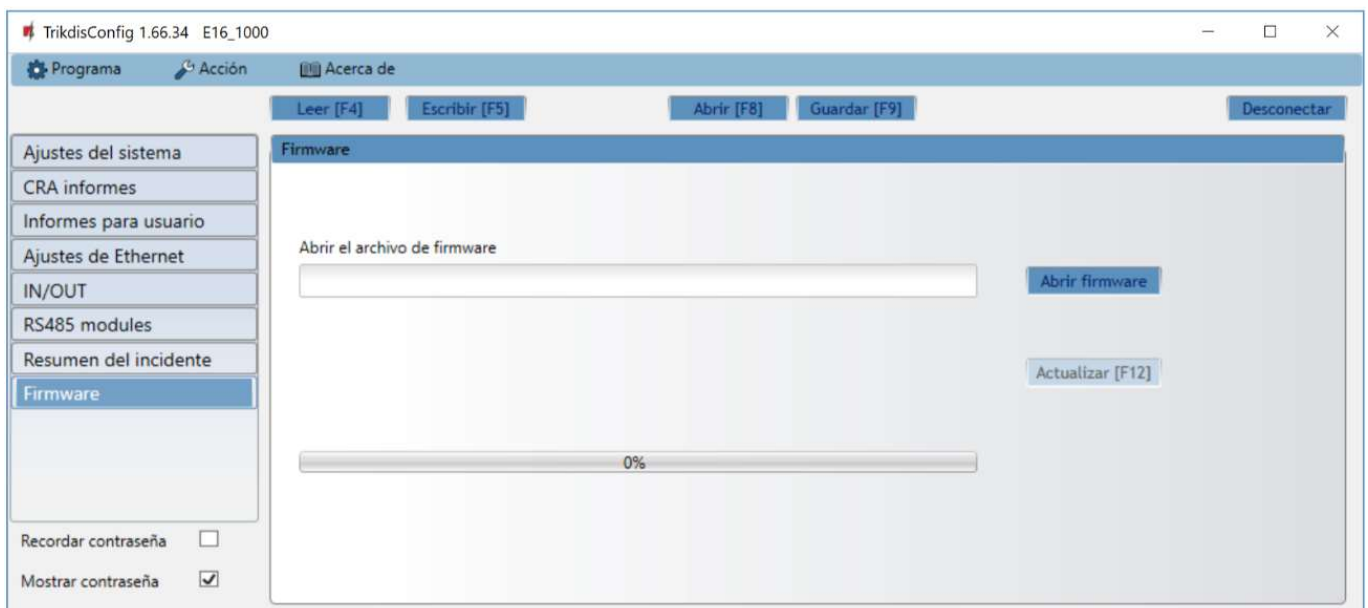 TrikdisConfig 1.66.34 E16_1000
Programa Acción Acerca de
Leer [F4] Escribir [F5] Abrir [F8] Guardar [F9] Desconectar
Ajustes del sistema
CRA informes
Informes para usuario
Ajustes de Ethernet
IN/OUT
RS485 modules
Resumen del incidente
Firmware
Recordar contraseña
Mostrar contraseña
Firmware
Abrir el archivo de firmware
Abrir firmware
Actualizar [F12]
0%